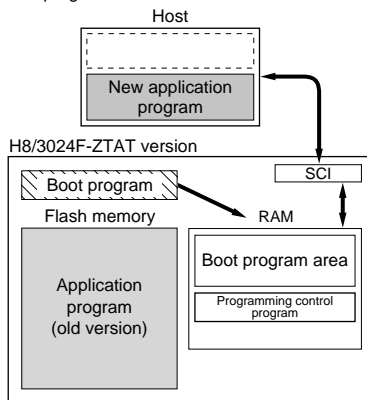 Host
New application
program
H8/3024F-ZTAT version
SCI
Boot program
Flash memory
RAM
Boot program area
Application
program
(old version)
Programming control
program